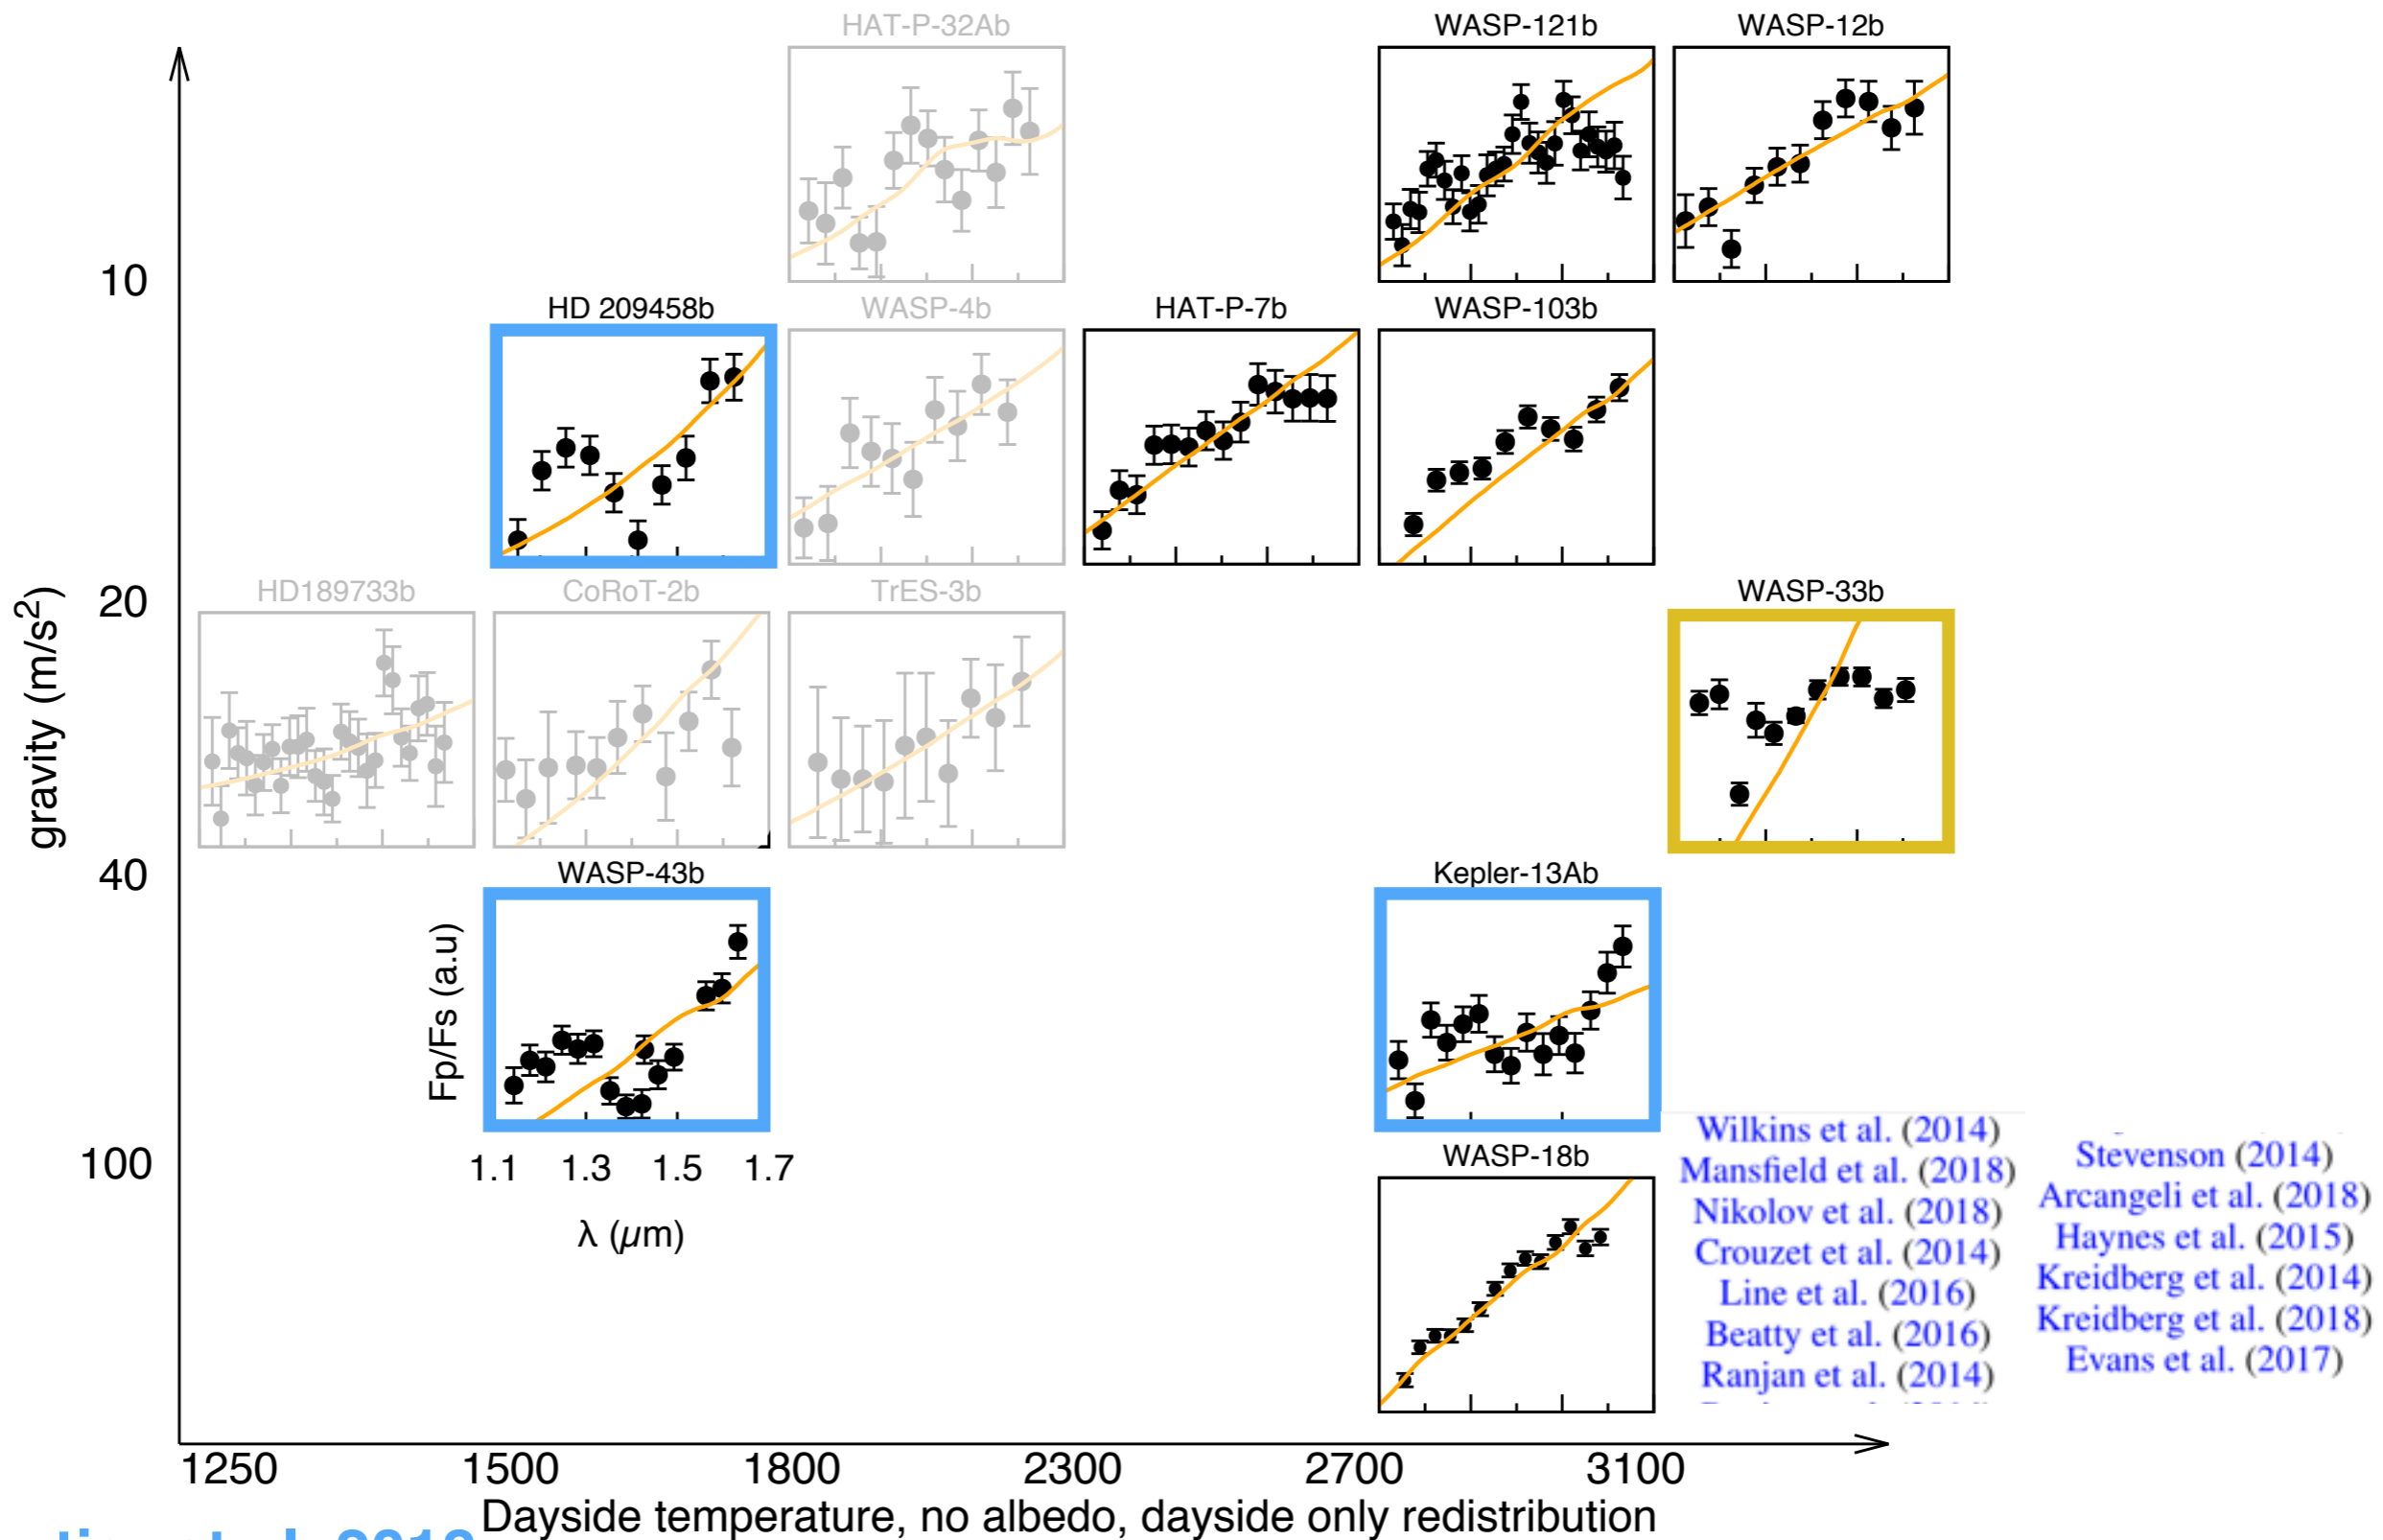 HAT-P-32Ab
WASP-121b
WASP-12b
10
HD 209458b
WASP-4b
HAT-P-7b
WASP-103b
gravity (m/s²)
20
HD189733b
CoRoT-2b
TrES-3b
WASP-33b
40
WASP-43b
Kepler-13Ab
Fp/Fs (a.u)
100
1.1 1.3 1.5 1.7
λ (µm)
WASP-18b
Wilkins et al. (2014)
Mansfield et al. (2018)
Nikolov et al. (2018)
Crouzet et al. (2014)
Line et al. (2016)
Beatty et al. (2016)
Ranjan et al. (2014)
Stevenson (2014)
Arcangeli et al. (2018)
Haynes et al. (2015)
Kreidberg et al. (2014)
Kreidberg et al. (2018)
Evans et al. (2017)
1250 1500 1800 2300 2700 3100
Dayside temperature, no albedo, dayside only redistribution